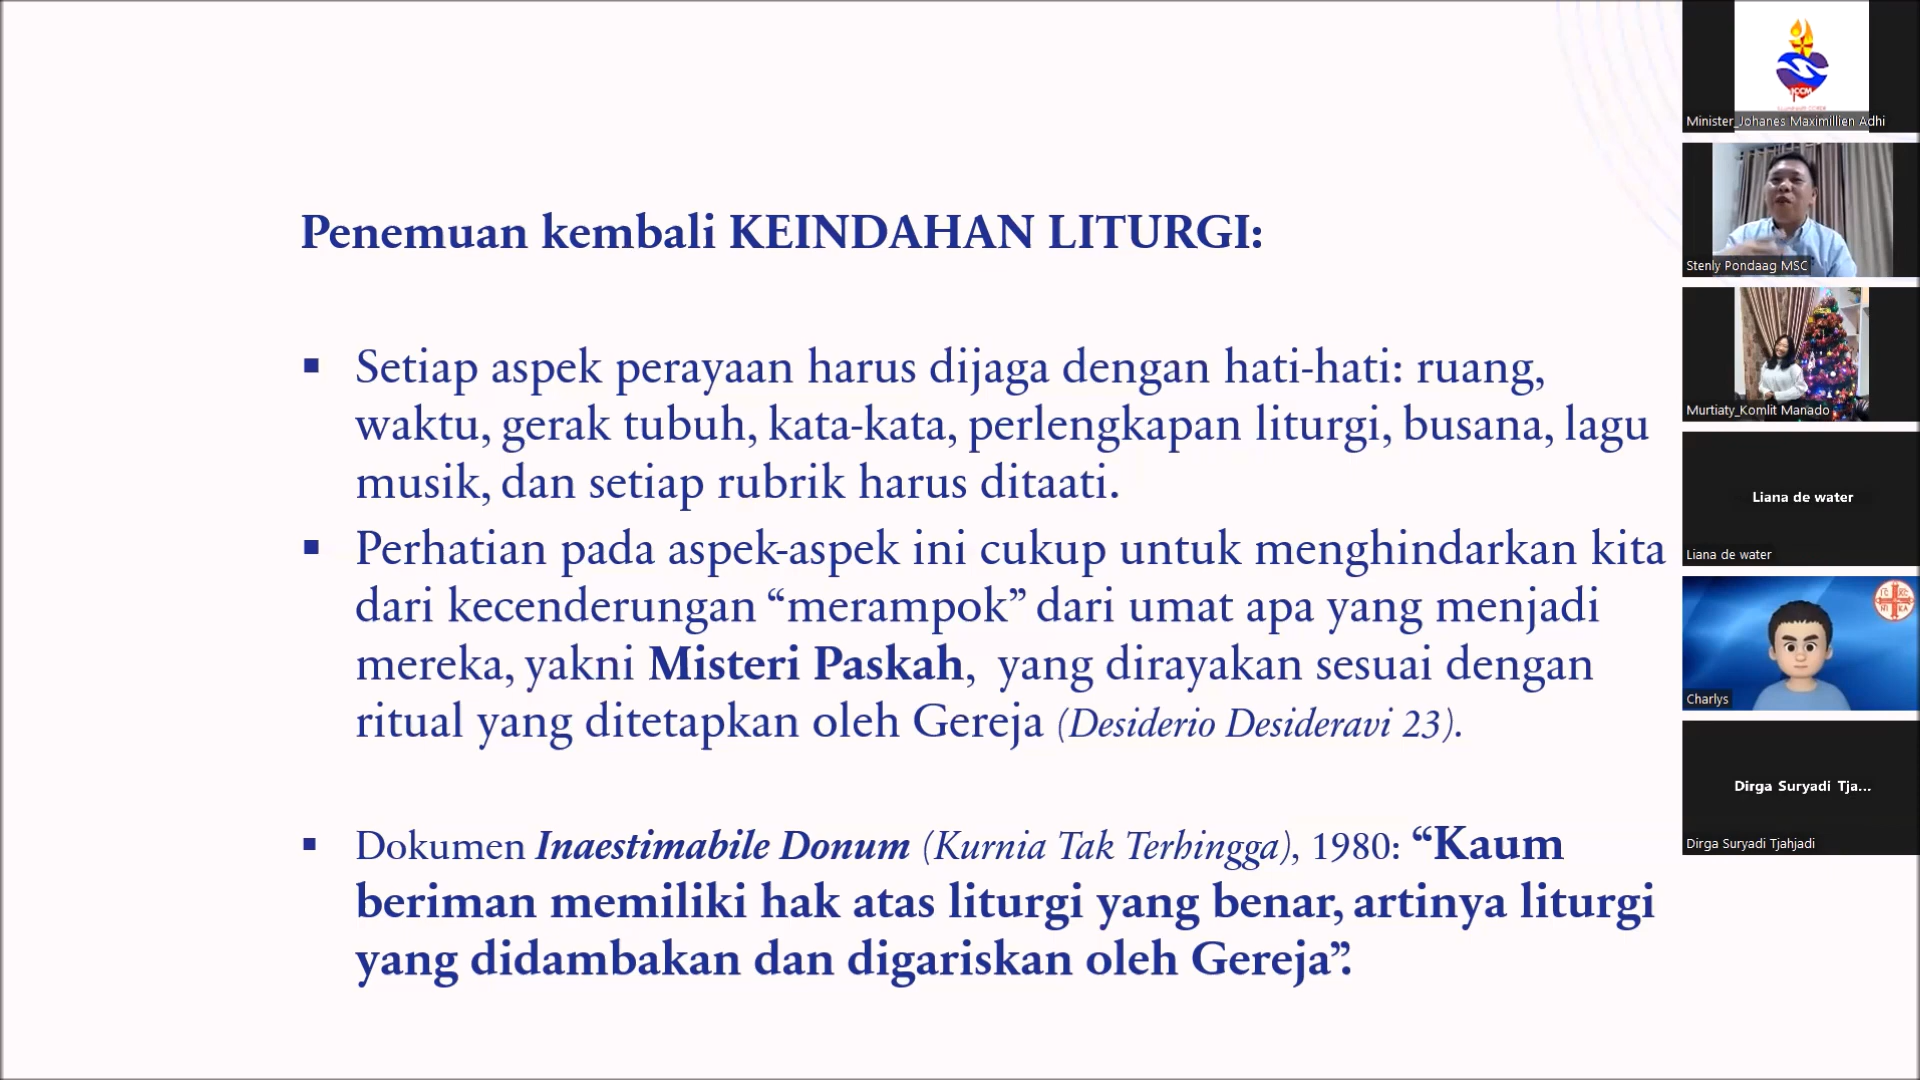 Penemuan kembali KEINDAHAN LITURGI:
▪ Setiap aspek perayaan harus dijaga dengan hati-hati: ruang,
waktu, gerak tubuh, kata-kata, perlengkapan liturgi, busana, lagu
musik, dan setiap rubrik harus ditaati.
▪ Perhatian pada aspek-aspek ini cukup untuk menghindarkan kita
dari kecenderungan “merampok” dari umat apa yang menjadi
mereka, yakni Misteri Paskah, yang dirayakan sesuai dengan
ritual yang ditetapkan oleh Gereja (Desiderio Desideravi 23).
▪ Dokumen Inaestimabile Donum (Kurnia Tak Terhingga), 1980: “Kaum
beriman memiliki hak atas liturgi yang benar, artinya liturgi
yang didambakan dan digariskan oleh Gereja”.
ICCM
Minister_Johanes Maximillien Adhi
Stenly Pondaag MSC
Murtiaty_Komlit Manado
Liana de water
Liana de water
IC XC
NI KA
Charlys
Dirga Suryadi Tja...
Dirga Suryadi Tjahjadi